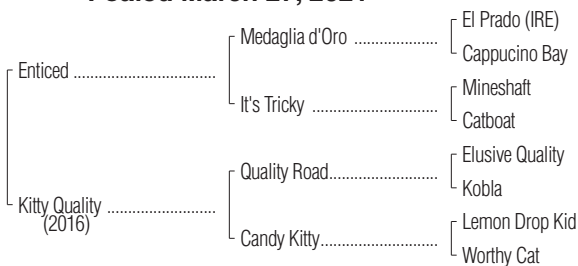 El Prado (IRE)
Medaglia d'Oro
Cappucino Bay
Enticed
Mineshaft
It's Tricky
Catboat
Elusive Quality
Quality Road
Kobla
Kitty Quality
(2016)
Lemon Drop Kid
Candy Kitty
Worthy Cat